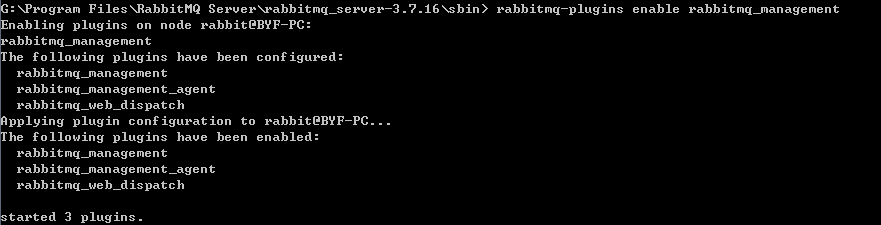 G:\Program Files\RabbitMQ Server\rabbitmq_server-3.7.16\sbin> rabbitmq-plugins enable rabbitmq_management
Enabling plugins on node rabbit@BYF-PC:
rabbitmq_management
The following plugins have been configured:
  rabbitmq_management
  rabbitmq_management_agent
  rabbitmq_web_dispatch
Applying plugin configuration to rabbit@BYF-PC...
The following plugins have been enabled:
  rabbitmq_management
  rabbitmq_management_agent
  rabbitmq_web_dispatch

started 3 plugins.